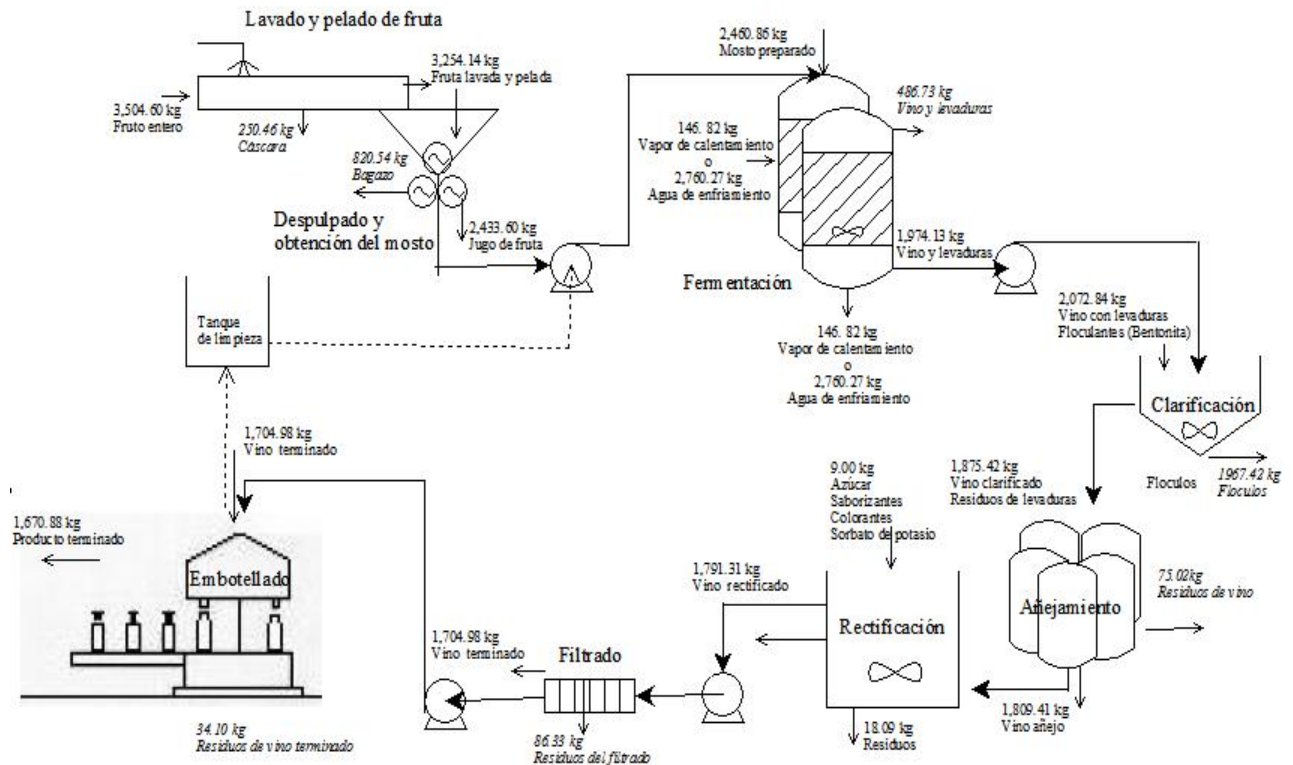 Lavado y pelado de fruta
3,254.14 kg
Fruta lavada y pelada
3,504.60 kg
Fruto entero
250.46 kg
Cáscara
820.54 kg
Bagazo
Despulpado y
obtención del mosto
2,433.60 kg
Jugo de fruta
2,460.86 kg
Mosto preparado
486.73 kg
Vino y levaduras
146. 82 kg
Vapor de calentamiento
o
2,760.27 kg
Agua de enfriamiento
1,974.13 kg
Vino y levaduras
Fermentación
146. 82 kg
Vapor de calentamiento
o
2,760.27 kg
Agua de enfriamiento
2,072.84 kg
Vino con levaduras
Floculantes (Bentonita)
Clarificación
Floculos
1967.42 kg
Floculos
1,875.42 kg
Vino clarificado
Residuos de levaduras
Añejamiento
75.02kg
Residuos de vino
1,809.41 kg
Vino añejo
9.00 kg
Azúcar
Saborizantes
Colorantes
Sorbato de potasio
Rectificación
18.09 kg
Residuos
1,791.31 kg
Vino rectificado
Filtrado
1,704.98 kg
Vino terminado
86.33 kg
Residuos del filtrado
Tanque
de limpieza
1,704.98 kg
Vino terminado
Embotellado
1,670.88 kg
Producto terminado
34.10 kg
Residuos de vino terminado